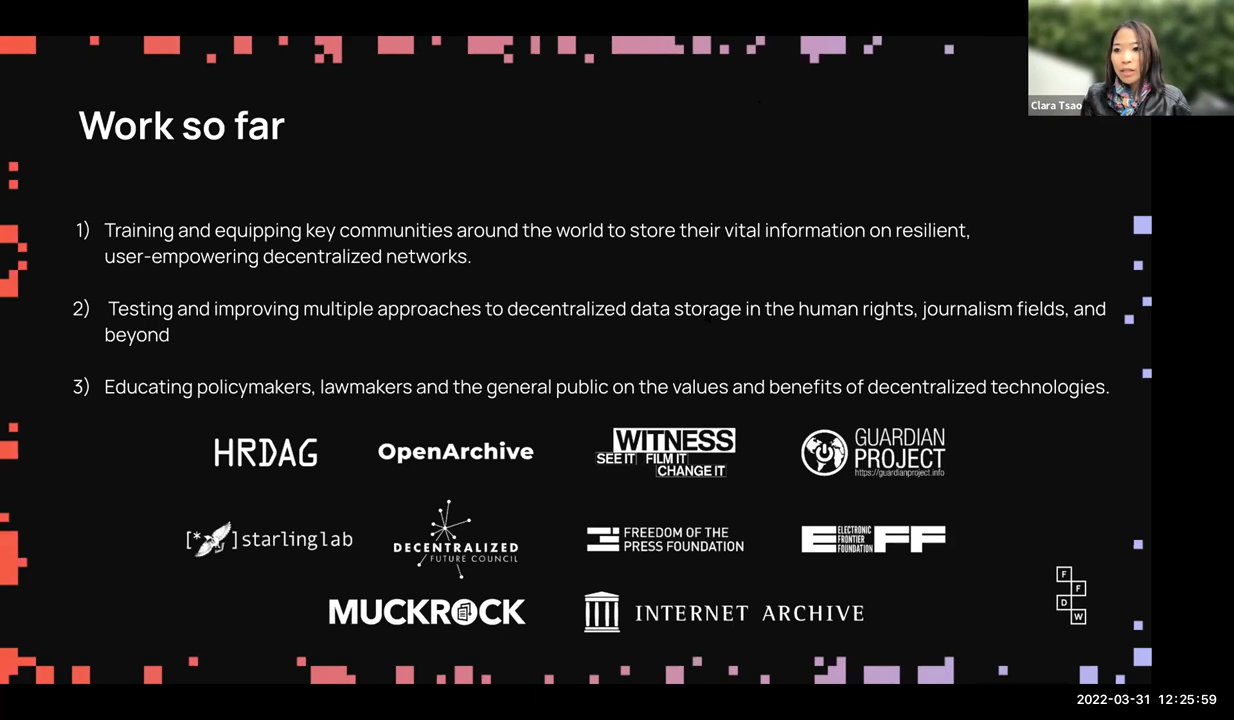 Clara Tsao
Work so far
1) Training and equipping key communities around the world to store their vital information on resilient,
user-empowering decentralized networks.
2) Testing and improving multiple approaches to decentralized data storage in the human rights, journalism fields, and
beyond
3) Educating policymakers, lawmakers and the general public on the values and benefits of decentralized technologies.
HRDAG
OpenArchive
WITNESS
SEE IT FILM IT
CHANGE IT
GUARDIAN
PROJECT
https://guardianproject.info
[* ]starlinglab
DECENTRALIZED
FUTURE COUNCIL
FREEDOM OF THE
PRESS FOUNDATION
ELECTRONIC
FRONTIER
FOUNDATION
EFF
MUCKROCK
INTERNET ARCHIVE
F
F
D
W
2022-03-31 12:25:59